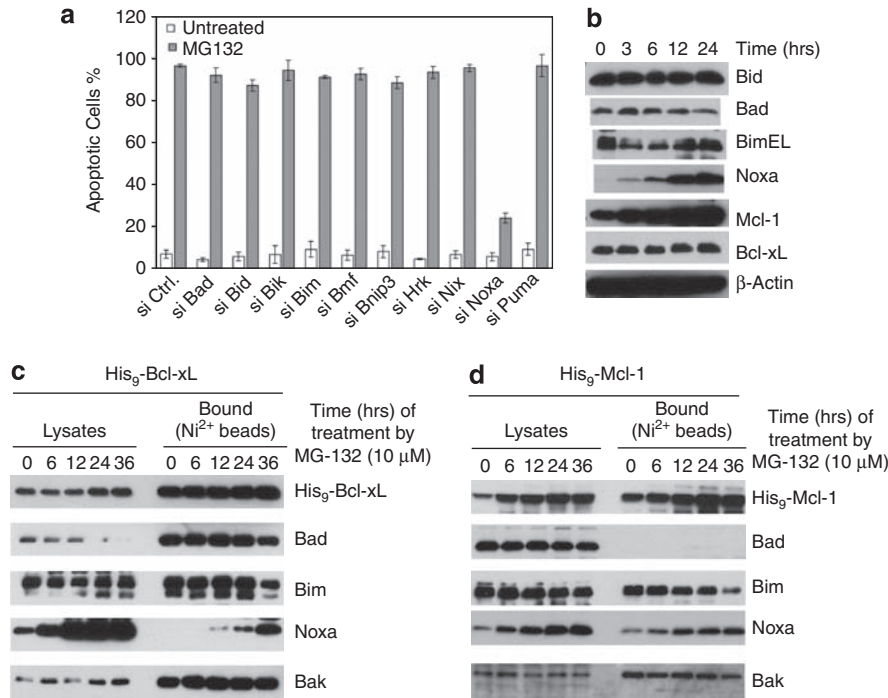 a
Untreated
MG132
Apoptotic Cells %
120
100
80
60
40
20
0
si Ctrl.
si Bad
si Bid
si Bik
si Bim
si Bmf
si Bnip3
si Hrk
si Nix
si Noxa
si Puma
b
0 3 6 12 24 Time (hrs)
Bid
Bad
BimEL
Noxa
Mcl-1
Bcl-xL
β-Actin
c
His₉-Bcl-xL
Lysates
Bound
(Ni²⁺ beads)
Time (hrs) of
treatment by
MG-132 (10 μM)
0 6 12 24 36 0 6 12 24 36
His₉-Bcl-xL
Bad
Bim
Noxa
Bak
d
His₉-Mcl-1
Lysates
Bound
(Ni²⁺ beads)
Time (hrs) of
treatment by
MG-132 (10 μM)
0 6 12 24 36 0 6 12 24 36
His₉-Mcl-1
Bad
Bim
Noxa
Bak